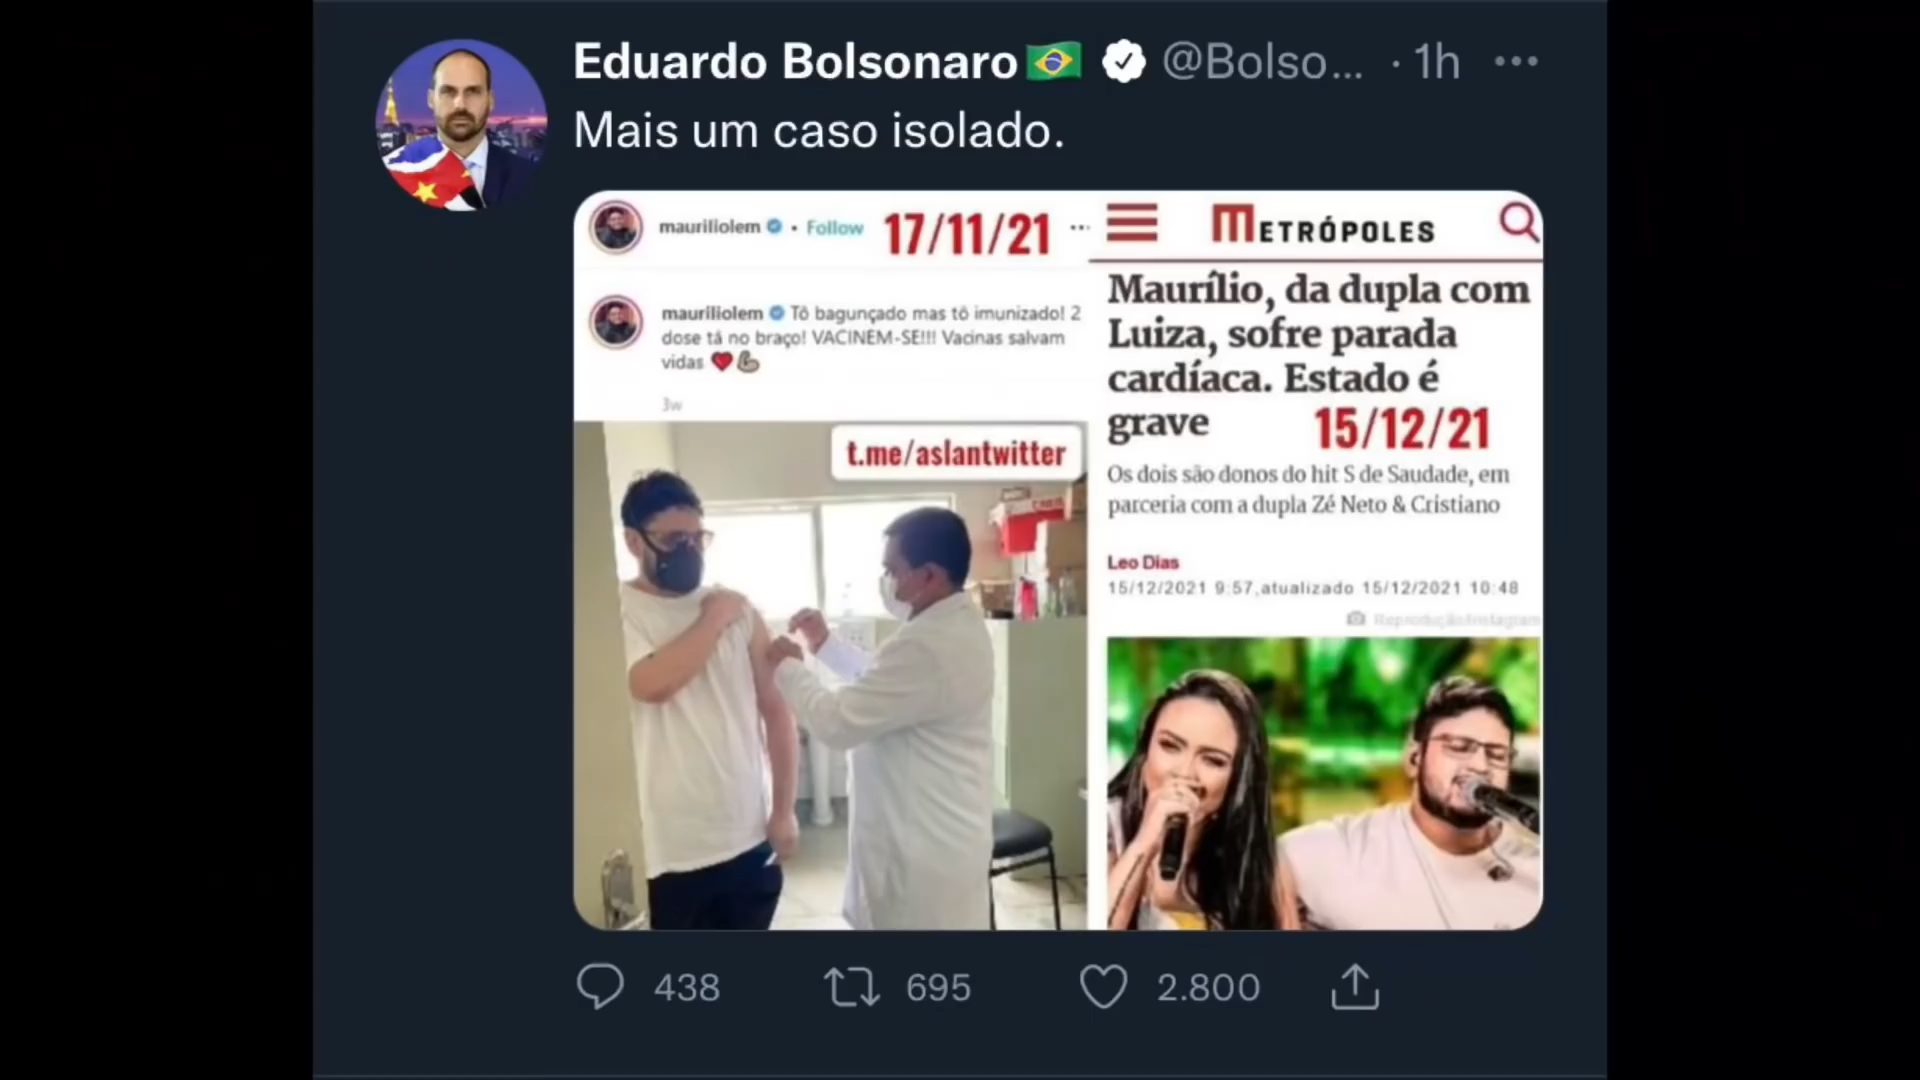 Eduardo Bolsonaro🇧🇷 @Bolso... · 1h
Mais um caso isolado.
mauriliolem • Follow 17/11/21
mauriliolem Tô bagunçado mas tô imunizado! 2
dose tá no braço! VACINEM-SE!!! Vacinas salvam
vidas ❤️💪
3w
t.me/aslantwitter
METRÓPOLES
Maurílio, da dupla com
Luiza, sofre parada
cardíaca. Estado é
grave 15/12/21
Os dois são donos do hit S de Saudade, em
parceria com a dupla Zé Neto & Cristiano
Leo Dias
15/12/2021 9:57,atualizado 15/12/2021 10:48
Reprodução/Instagram
438 695 2.800